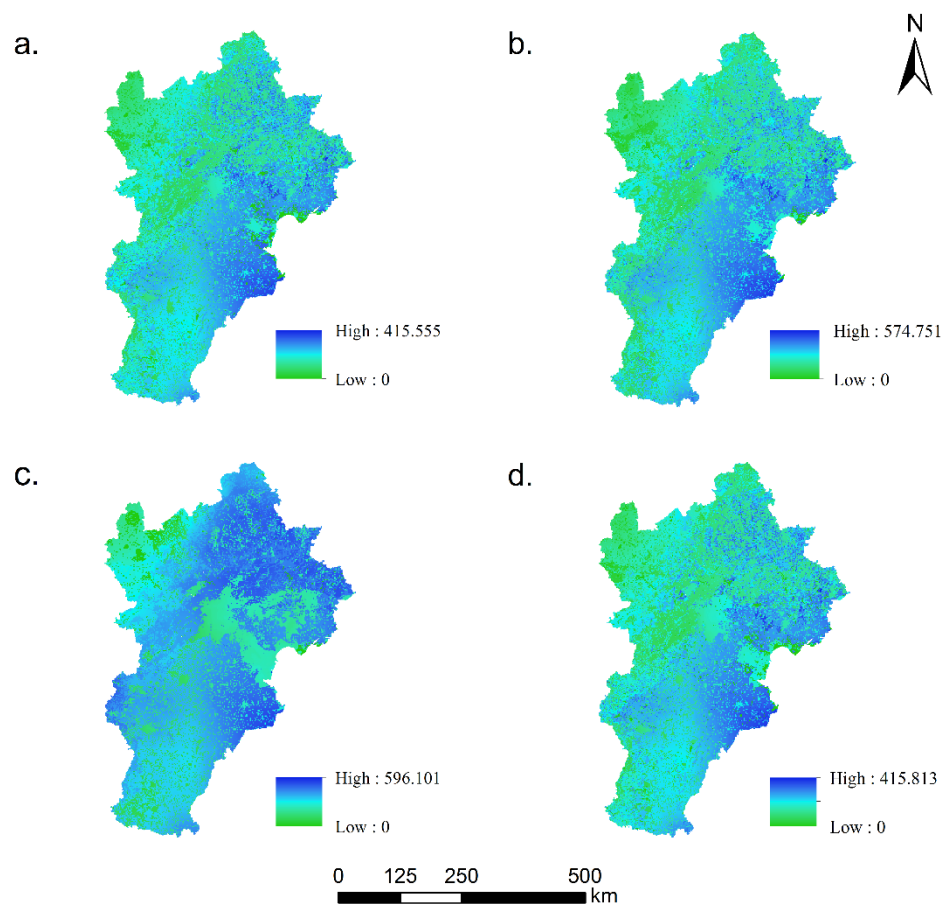 a.
b.
N
High : 415.555
Low : 0
High : 574.751
Low : 0
c.
d.
High : 596.101
Low : 0
High : 415.813
Low : 0
0 125 250 500
km